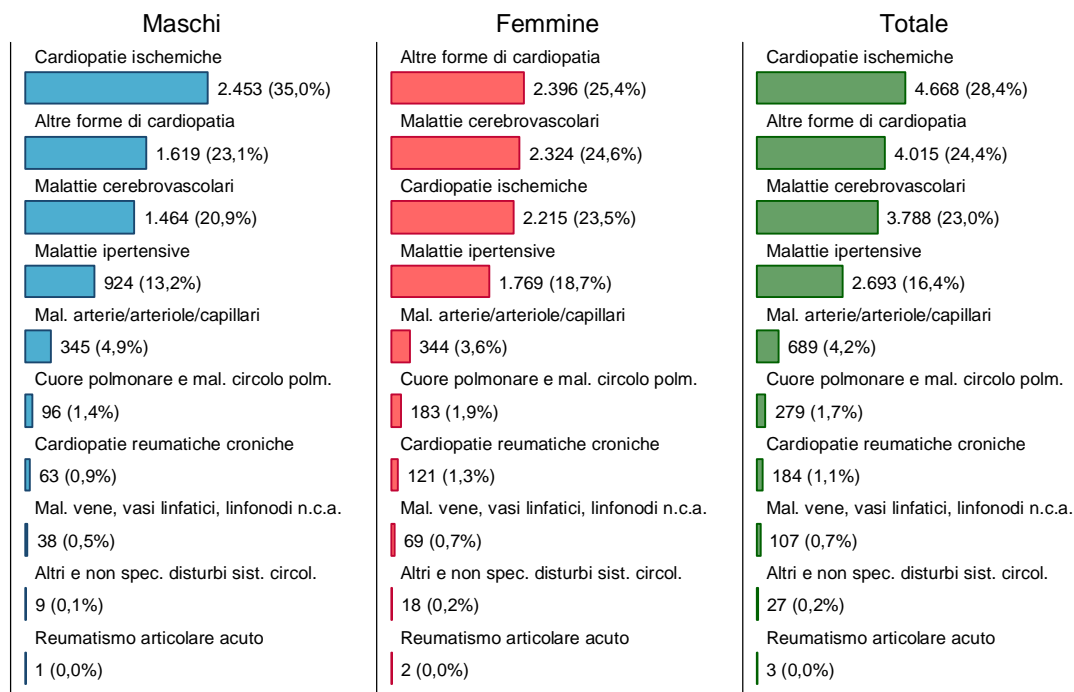 Maschi
Cardiopatie ischemiche
2.453 (35,0%)
Altre forme di cardiopatia
1.619 (23,1%)
Malattie cerebrovascolari
1.464 (20,9%)
Malattie ipertensive
924 (13,2%)
Mal. arterie/arteriole/capillari
345 (4,9%)
Cuore polmonare e mal. circolo polm.
96 (1,4%)
Cardiopatie reumatiche croniche
63 (0,9%)
Mal. vene, vasi linfatici, linfonodi n.c.a.
38 (0,5%)
Altri e non spec. disturbi sist. circol.
9 (0,1%)
Reumatismo articolare acuto
1 (0,0%)
Femmine
Altre forme di cardiopatia
2.396 (25,4%)
Malattie cerebrovascolari
2.324 (24,6%)
Cardiopatie ischemiche
2.215 (23,5%)
Malattie ipertensive
1.769 (18,7%)
Mal. arterie/arteriole/capillari
344 (3,6%)
Cuore polmonare e mal. circolo polm.
183 (1,9%)
Cardiopatie reumatiche croniche
121 (1,3%)
Mal. vene, vasi linfatici, linfonodi n.c.a.
69 (0,7%)
Altri e non spec. disturbi sist. circol.
18 (0,2%)
Reumatismo articolare acuto
2 (0,0%)
Totale
Cardiopatie ischemiche
4.668 (28,4%)
Altre forme di cardiopatia
4.015 (24,4%)
Malattie cerebrovascolari
3.788 (23,0%)
Malattie ipertensive
2.693 (16,4%)
Mal. arterie/arteriole/capillari
689 (4,2%)
Cuore polmonare e mal. circolo polm.
279 (1,7%)
Cardiopatie reumatiche croniche
184 (1,1%)
Mal. vene, vasi linfatici, linfonodi n.c.a.
107 (0,7%)
Altri e non spec. disturbi sist. circol.
27 (0,2%)
Reumatismo articolare acuto
3 (0,0%)